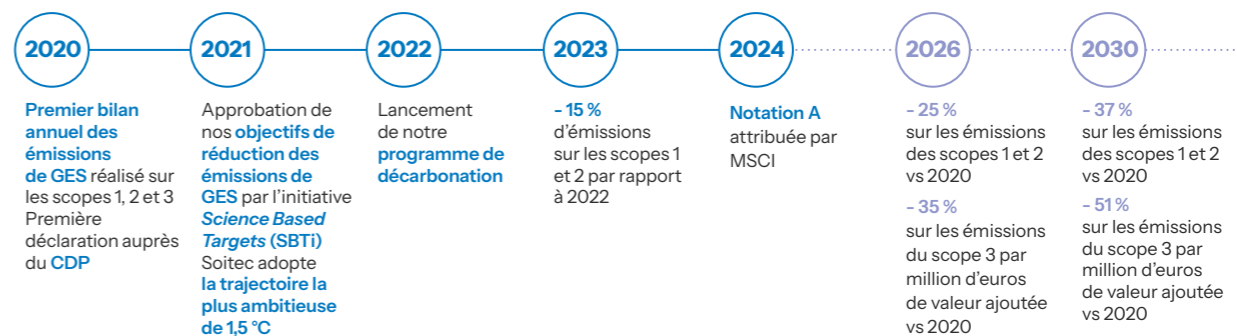 2020
Premier bilan
annuel des
émissions
de GES réalisé sur
les scopes 1, 2 et 3
Première
déclaration auprès
du CDP
2021
Approbation de
nos objectifs de
réduction des
émissions de
GES par l'initiative
Science Based
Targets (SBTi)
Soitec adopte
la trajectoire la
plus ambitieuse
de 1,5 °C
2022
Lancement
de notre
programme de
décarbonation
2023
- 15 %
d'émissions
sur les scopes 1
et 2 par rapport
à 2022
2024
Notation A
attribuée par
MSCI
2026
- 25 %
sur les émissions
des scopes 1 et 2
vs 2020
- 35 %
sur les émissions
du scope 3 par
million d'euros
de valeur ajoutée
vs 2020
2030
- 37 %
sur les émissions
des scopes 1 et 2
vs 2020
- 51 %
sur les émissions
du scope 3 par
million d'euros
de valeur ajoutée
vs 2020